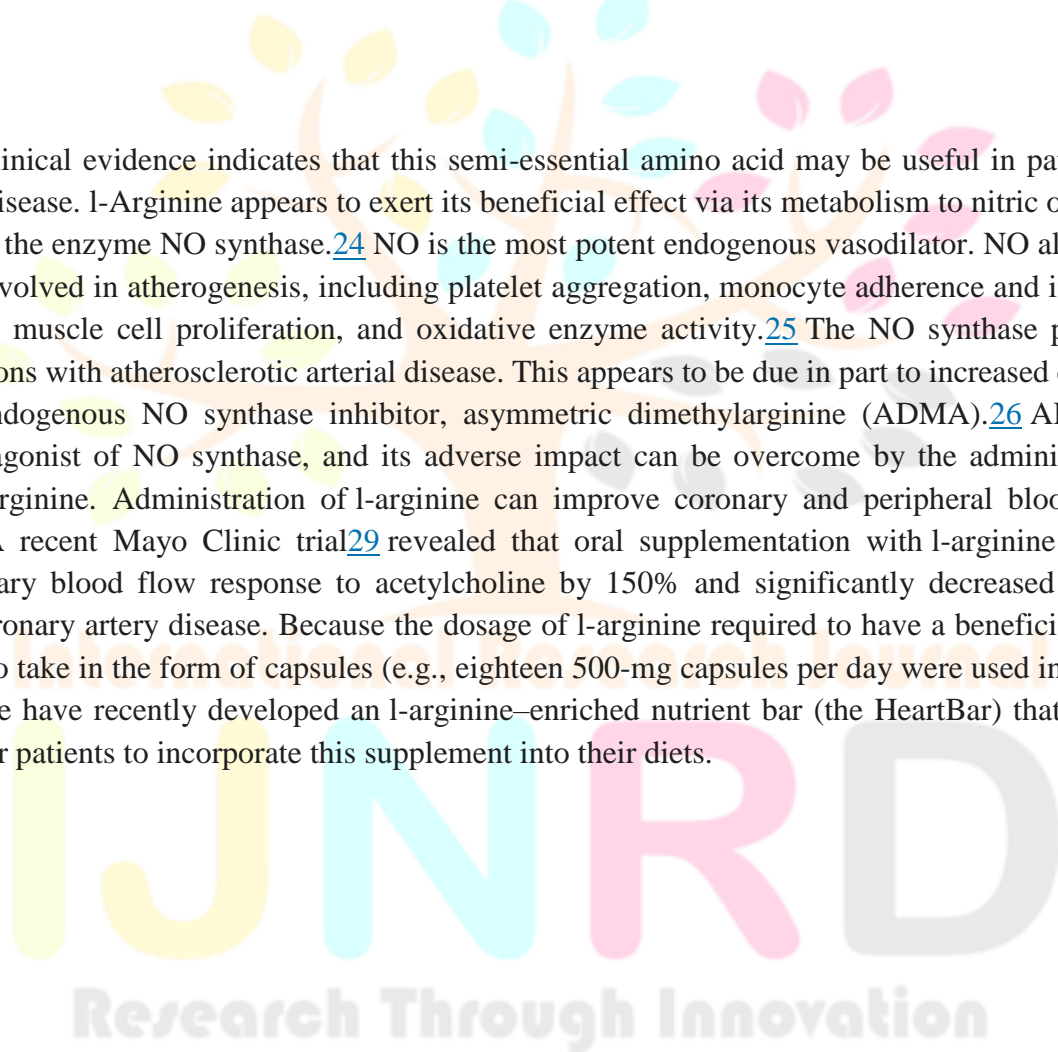 inical evidence indicates that this semi-essential amino acid may be useful in pa
isease. l-Arginine appears to exert its beneficial effect via its metabolism to nitric o
the enzyme NO synthase.24 NO is the most potent endogenous vasodilator. NO al
volved in atherogenesis, including platelet aggregation, monocyte adherence and i
muscle cell proliferation, and oxidative enzyme activity.25 The NO synthase p
ons with atherosclerotic arterial disease. This appears to be due in part to increased
ndogenous NO synthase inhibitor, asymmetric dimethylarginine (ADMA).26 A
agonist of NO synthase, and its adverse impact can be overcome by the admini
arginine. Administration of l-arginine can improve coronary and peripheral bloo
A recent Mayo Clinic trial29 revealed that oral supplementation with l-arginine
ary blood flow response to acetylcholine by 150% and significantly decreased
ronary artery disease. Because the dosage of l-arginine required to have a benefici
o take in the form of capsules (e.g., eighteen 500-mg capsules per day were used in
e have recently developed an l-arginine–enriched nutrient bar (the HeartBar) that
r patients to incorporate this supplement into their diets.
International Research Journal
IJNRD
Research Through Innovation